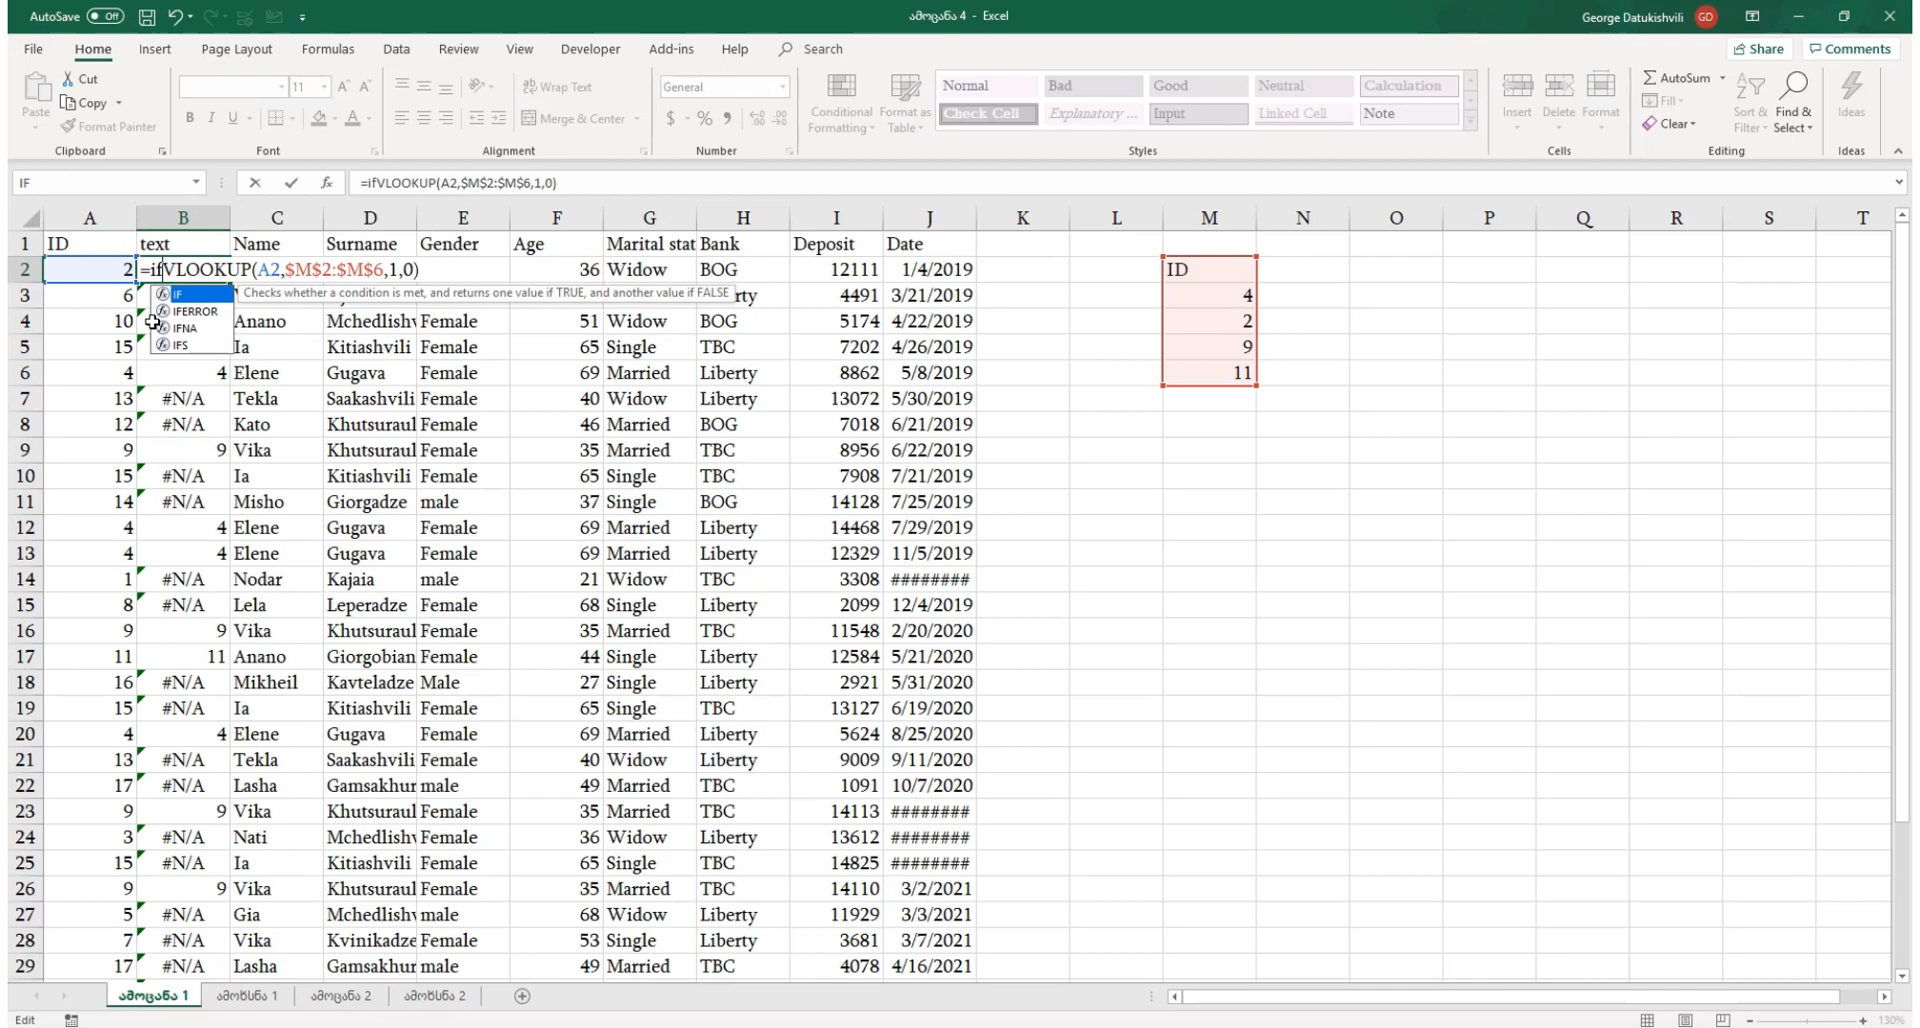 AutoSave Off ამოცანა 4 - Excel George Datukishvili GD
File Home Insert Page Layout Formulas Data Review View Developer Add-ins Help Search Share Comments
Paste Cut Copy Format Painter Clipboard
11 A^ A˅ B I U A Font
Wrap Text Merge & Center Alignment
General $ % , Number
Conditional Formatting Format as Table
Normal Bad Good Neutral Calculation
Check Cell Explanatory ... Input Linked Cell Note
Styles
Insert Delete Format Cells
AutoSum Fill Clear Sort & Filter Find & Select Editing
Ideas Ideas
IF fx =ifVLOOKUP(A2,$M$2:$M$6,1,0)
A B C D E F G H I J K L M N O P Q R S T
1 ID text Name Surname Gender Age Marital stat Bank Deposit Date
2 2 =ifVLOOKUP(A2,$M$2:$M$6,1,0) 36 Widow BOG 12111 1/4/2019 ID
IF Checks whether a condition is met, and returns one value if TRUE, and another value if FALSE
3 6 rty 4491 3/21/2019 4
IFERROR
4 10 Anano Mchedlishv Female 51 Widow BOG 5174 4/22/2019 2
IFNA
IFS
5 15 Ia Kitiashvili Female 65 Single TBC 7202 4/26/2019 9
6 4 4 Elene Gugava Female 69 Married Liberty 8862 5/8/2019 11
7 13 #N/A Tekla Saakashvili Female 40 Widow Liberty 13072 5/30/2019
8 12 #N/A Kato Khutsuraul Female 46 Married BOG 7018 6/21/2019
9 9 9 Vika Khutsuraul Female 35 Married TBC 8956 6/22/2019
10 15 #N/A Ia Kitiashvili Female 65 Single TBC 7908 7/21/2019
11 14 #N/A Misho Giorgadze male 37 Single BOG 14128 7/25/2019
12 4 4 Elene Gugava Female 69 Married Liberty 14468 7/29/2019
13 4 4 Elene Gugava Female 69 Married Liberty 12329 11/5/2019
14 1 #N/A Nodar Kajaia male 21 Widow TBC 3308 ########
15 8 #N/A Lela Leperadze Female 68 Single Liberty 2099 12/4/2019
16 9 9 Vika Khutsuraul Female 35 Married TBC 11548 2/20/2020
17 11 11 Anano Giorgobian Female 44 Single Liberty 12584 5/21/2020
18 16 #N/A Mikheil Kavteladze Male 27 Single Liberty 2921 5/31/2020
19 15 #N/A Ia Kitiashvili Female 65 Single TBC 13127 6/19/2020
20 4 4 Elene Gugava Female 69 Married Liberty 5624 8/25/2020
21 13 #N/A Tekla Saakashvili Female 40 Widow Liberty 9009 9/11/2020
22 17 #N/A Lasha Gamsakhur male 49 Married TBC 1091 10/7/2020
23 9 9 Vika Khutsuraul Female 35 Married TBC 14113 ########
24 3 #N/A Nati Mchedlishv Female 36 Widow Liberty 13612 ########
25 15 #N/A Ia Kitiashvili Female 65 Single TBC 14825 ########
26 9 9 Vika Khutsuraul Female 35 Married TBC 14110 3/2/2021
27 5 #N/A Gia Mchedlishv male 68 Widow Liberty 11929 3/3/2021
28 7 #N/A Vika Kvinikadze Female 53 Single Liberty 3681 3/7/2021
29 17 #N/A Lasha Gamsakhur male 49 Married TBC 4078 4/16/2021
ამოცანა 1 ამოხსნა 1 ამოცანა 2 ამოხსნა 2
Edit 130%